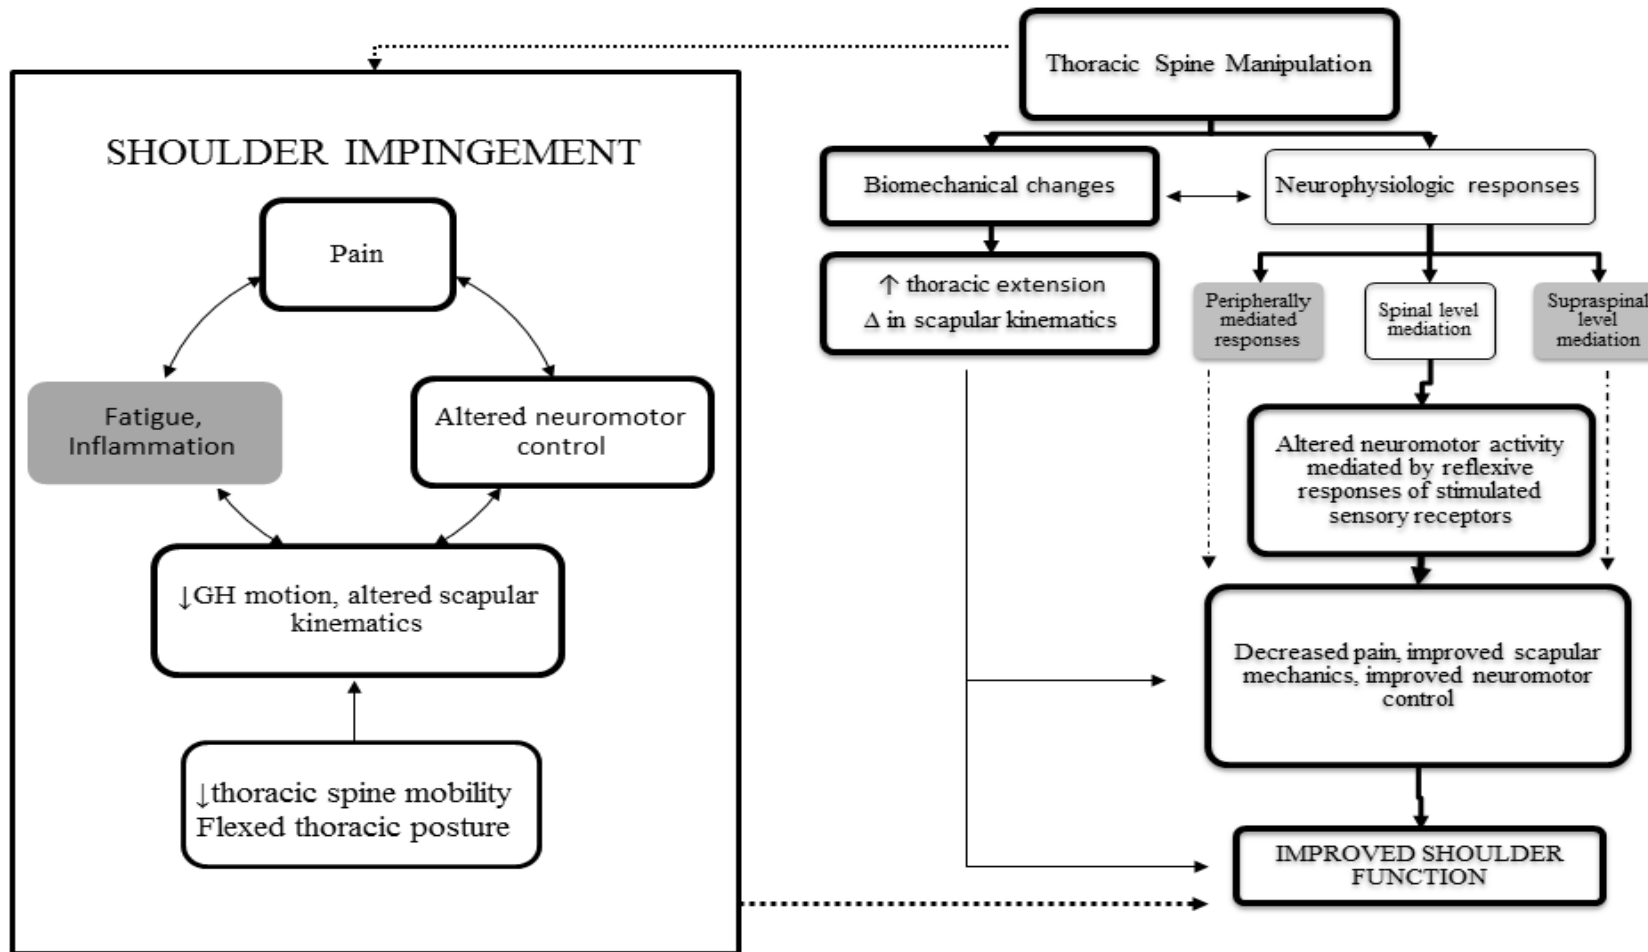 SHOULDER IMPINGEMENT
Pain
Fatigue,
Inflammation
Altered neuromotor
control
↓GH motion, altered scapular
kinematics
↓thoracic spine mobility
Flexed thoracic posture
Thoracic Spine Manipulation
Biomechanical changes
Neurophysiologic responses
↑ thoracic extension
Δ in scapular kinematics
Peripherally
mediated
responses
Spinal level
mediation
Supraspinal
level
mediation
Altered neuromotor activity
mediated by reflexive
responses of stimulated
sensory receptors
Decreased pain, improved scapular
mechanics, improved neuromotor
control
IMPROVED SHOULDER
FUNCTION